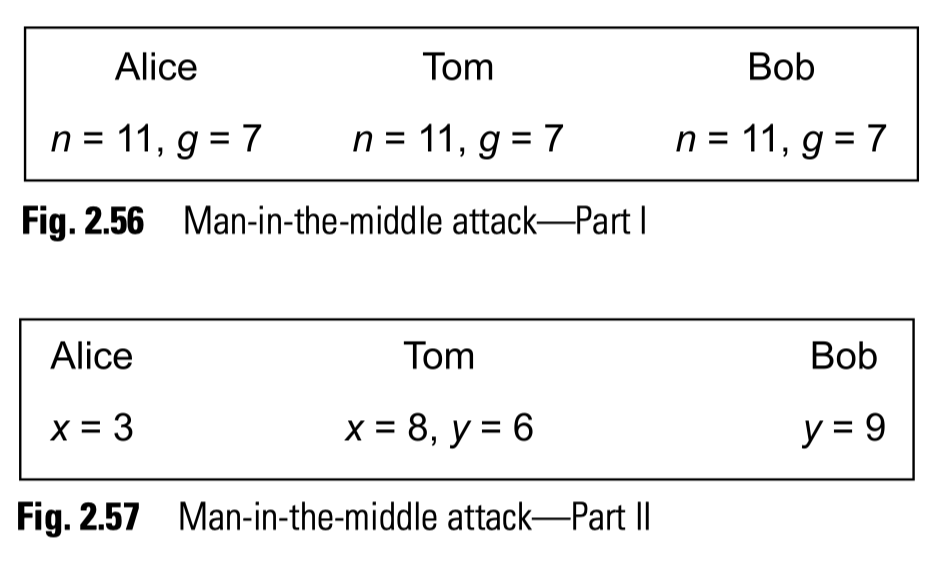 Alice Tom Bob
n = 11, g = 7 n = 11, g = 7 n = 11, g = 7
Fig. 2.56 Man-in-the-middle attack—Part I
Alice Tom Bob
x = 3 x = 8, y = 6 y = 9
Fig. 2.57 Man-in-the-middle attack—Part II